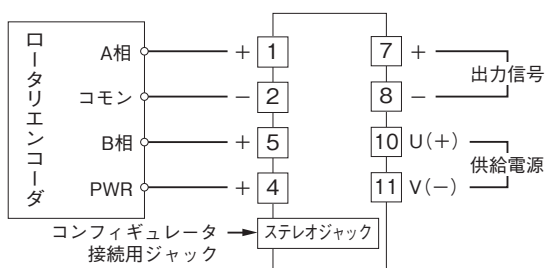 ロータリエンコーダ
A相
＋ 1
コモン
－ 2
B相
＋ 5
PWR
＋ 4
7 ＋
8 －
出力信号
10 U(＋)
11 V(－)
供給電源
コンフィギュレータ
接続用ジャック
ステレオジャック